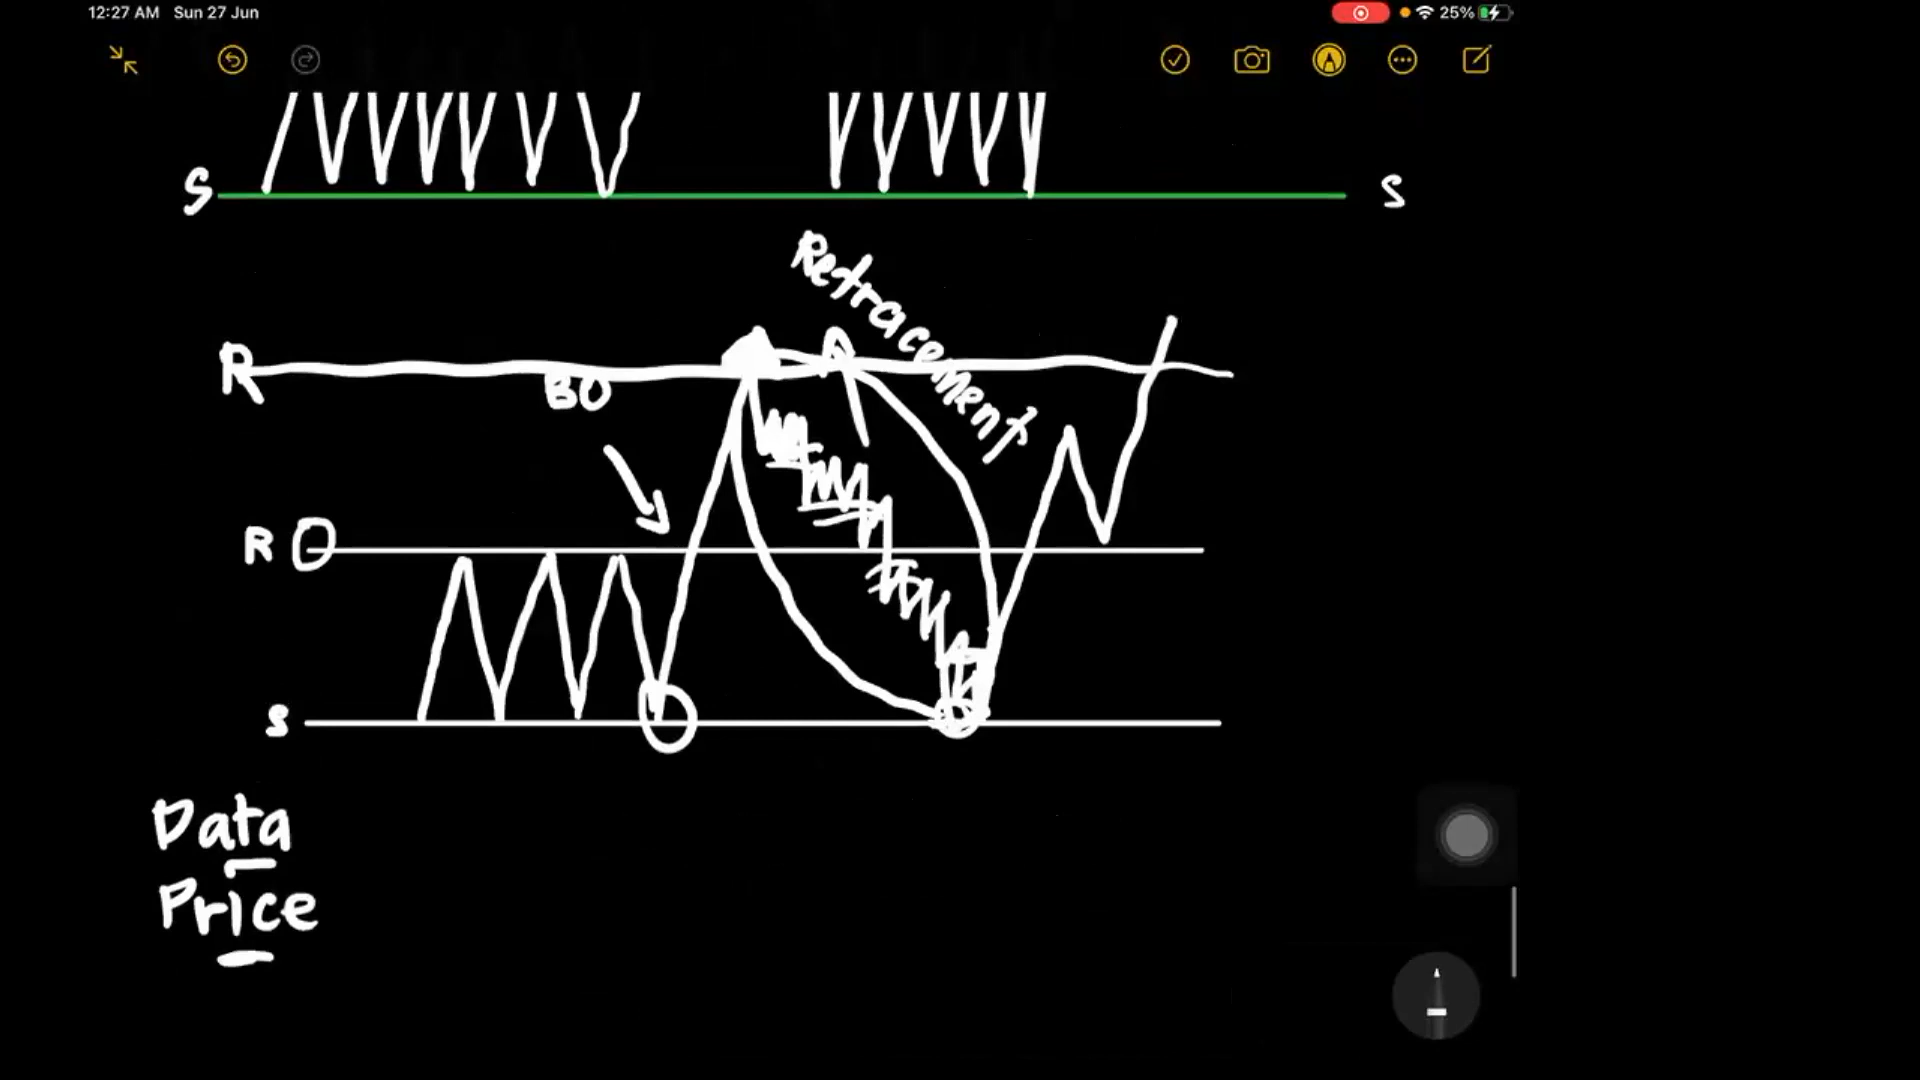 12:27 AM Sun 27 Jun 25%
S S
Retracement
R
BO
R
S
Data
Price